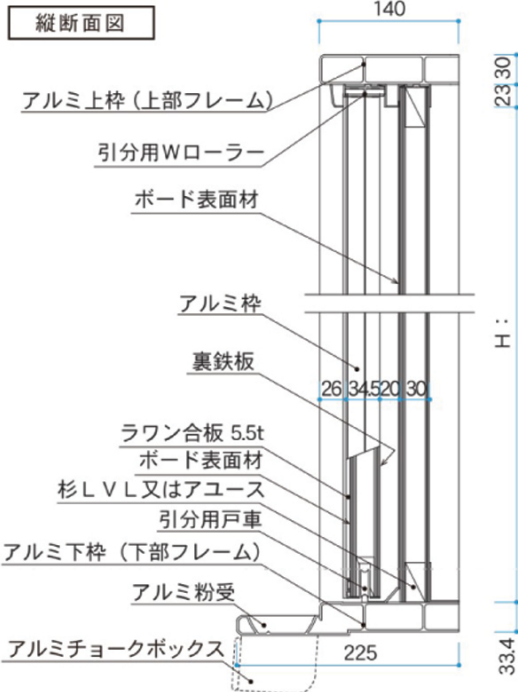 縦断面図
140
30
23
アルミ上枠（上部フレーム）
引分用Wローラー
ボード表面材
アルミ枠
H：
裏鉄板
26 34.5 20 30
ラワン合板 5.5t
ボード表面材
杉ＬＶＬ又はアユース
引分用戸車
アルミ下枠（下部フレーム）
アルミ粉受
アルミチョークボックス
225
33.4